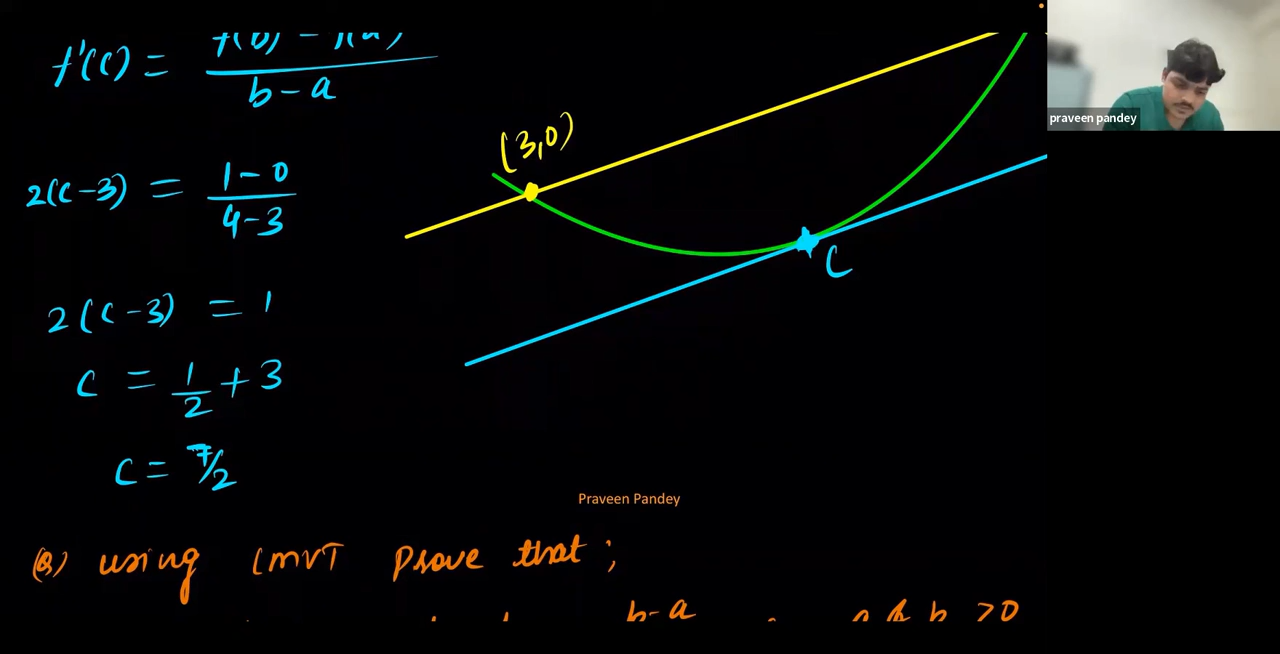 f'(c) = f(b) - f(a) / b - a
(3,0)
praveen pandey
2(c-3) = 1-0 / 4-3
C
2(c-3) = 1
c = 1/2 + 3
c = 7/2
Praveen Pandey
(Q) using LMVT Prove that ;
b-a
b > 0